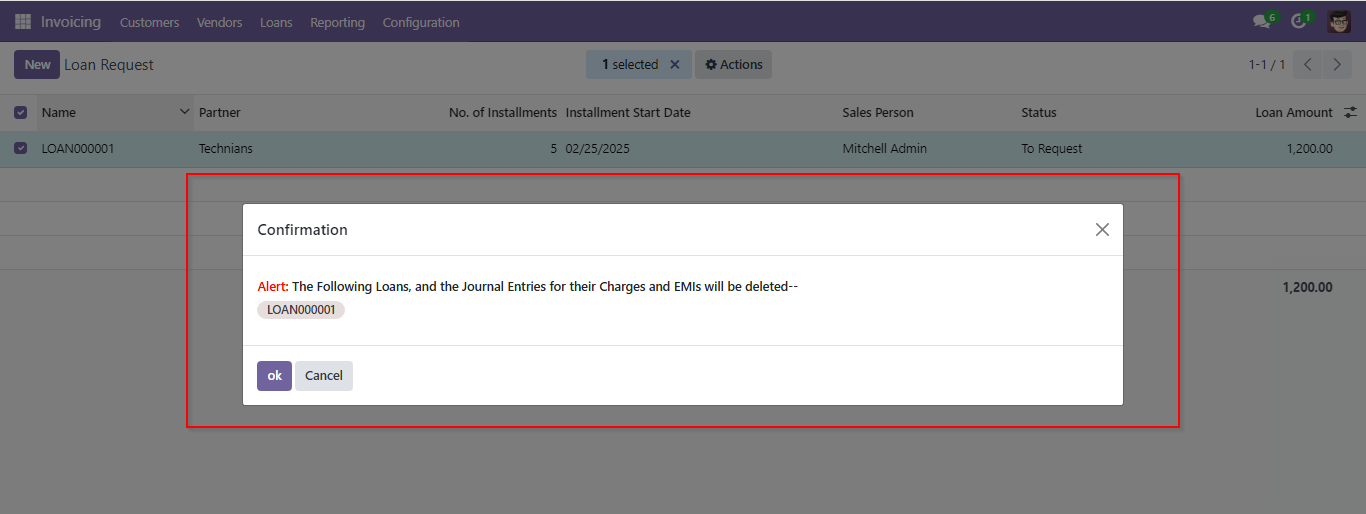 Invoicing Customers Vendors Loans Reporting Configuration 6 1
New Loan Request 1 selected Actions 1-1 / 1
Name Partner No. of Installments Installment Start Date Sales Person Status Loan Amount
LOAN000001 Technians 5 02/25/2025 Mitchell Admin To Request 1,200.00
Confirmation
Alert: The Following Loans, and the Journal Entries for their Charges and EMIs will be deleted--
1,200.00
LOAN000001
ok Cancel